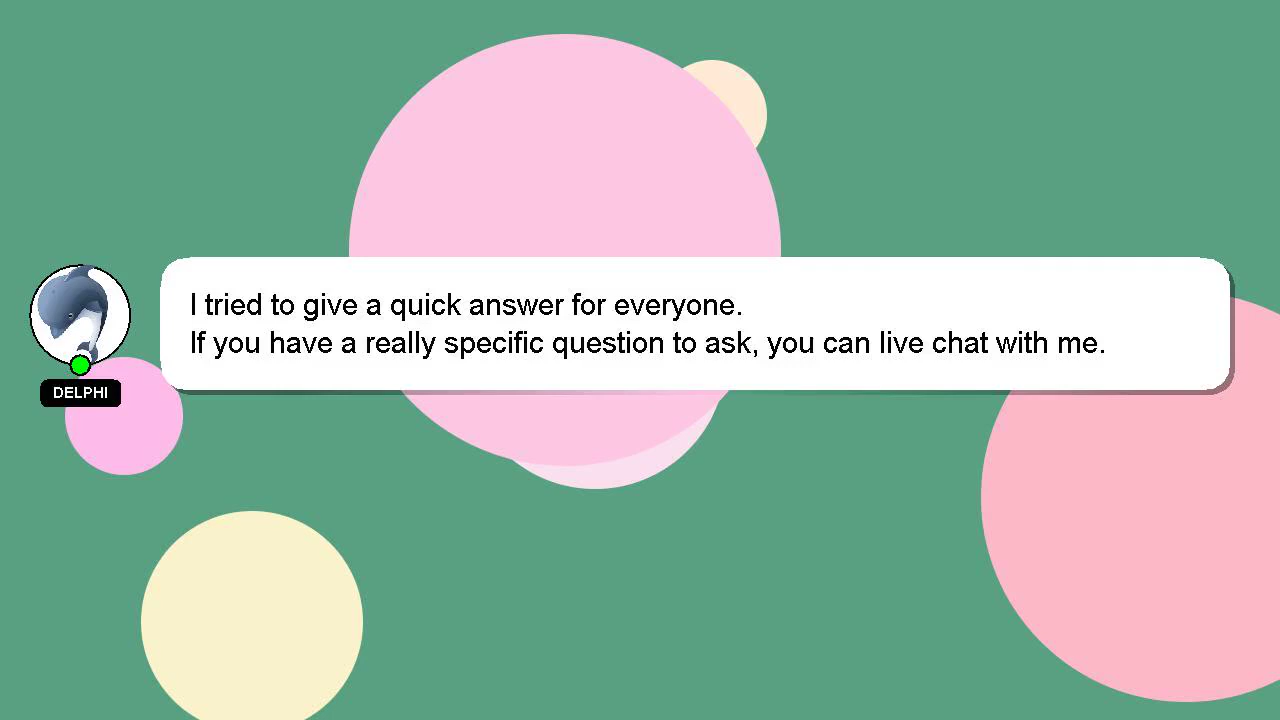 I tried to give a quick answer for everyone.
If you have a really specific question to ask, you can live chat with me.
DELPHI